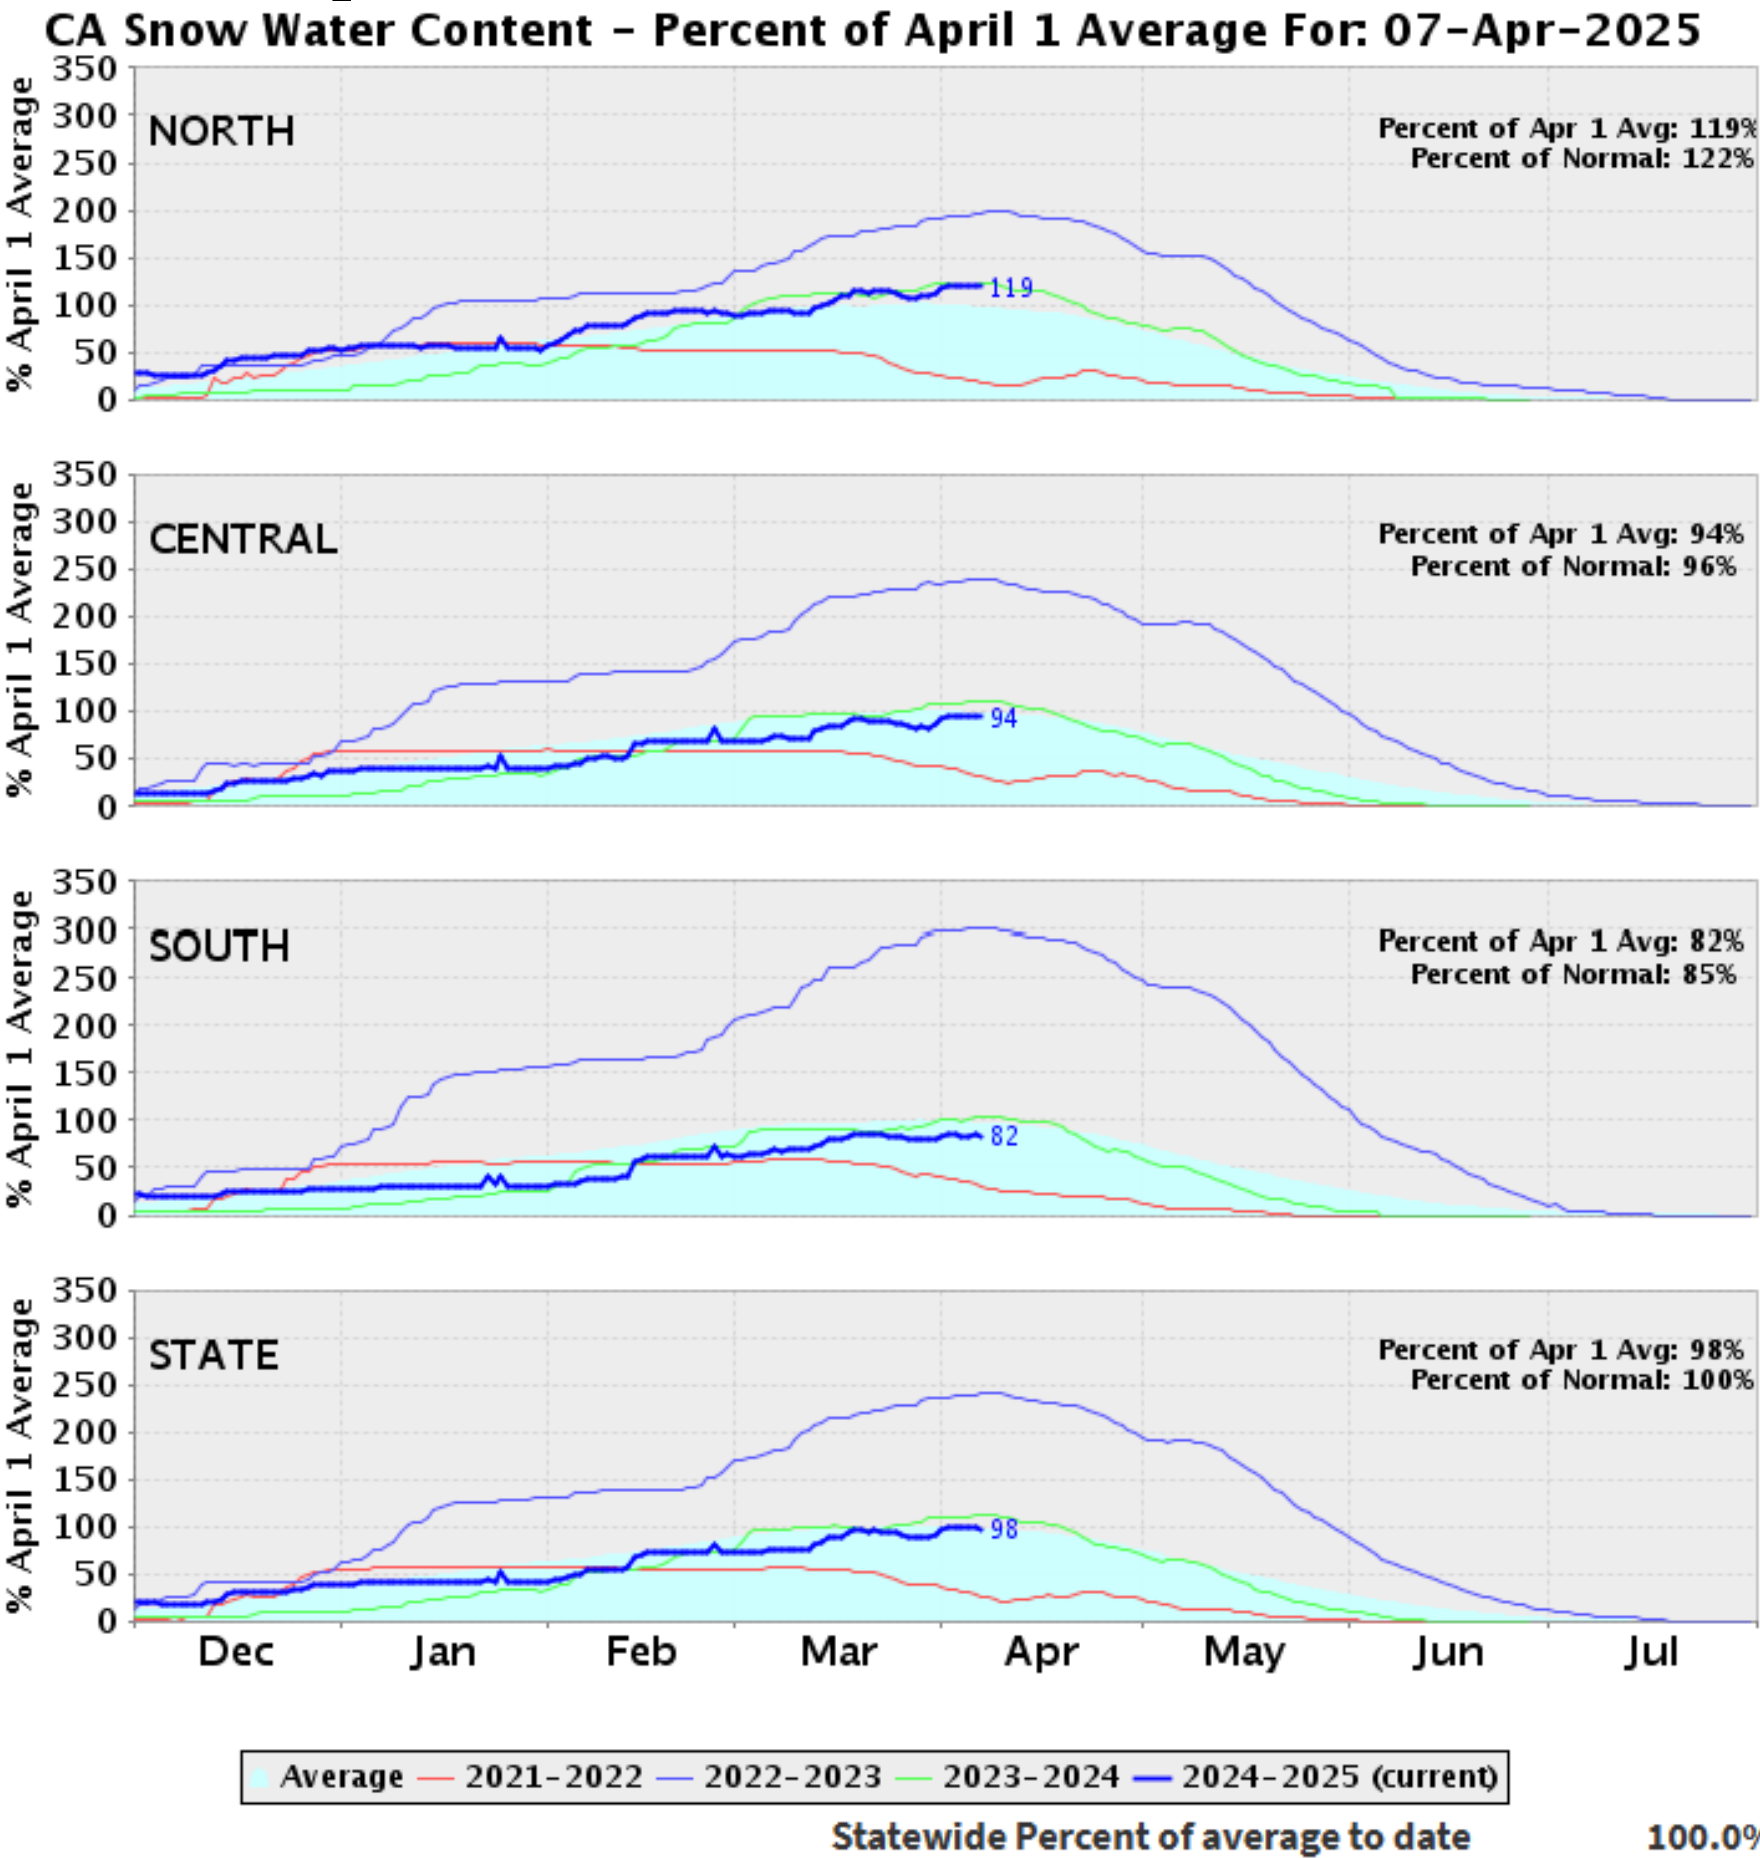 CA Snow Water Content - Percent of April 1 Average For: 07-Apr-2025
% April 1 Average
350
300
250
200
150
100
50
0
NORTH
Percent of Apr 1 Avg: 119%
Percent of Normal: 122%
119
% April 1 Average
350
300
250
200
150
100
50
0
CENTRAL
Percent of Apr 1 Avg: 94%
Percent of Normal: 96%
94
% April 1 Average
350
300
250
200
150
100
50
0
SOUTH
Percent of Apr 1 Avg: 82%
Percent of Normal: 85%
82
% April 1 Average
350
300
250
200
150
100
50
0
STATE
Percent of Apr 1 Avg: 98%
Percent of Normal: 100%
98
Dec Jan Feb Mar Apr May Jun Jul
Average 2021-2022 2022-2023 2023-2024 2024-2025 (current)
Statewide Percent of average to date 100.0%